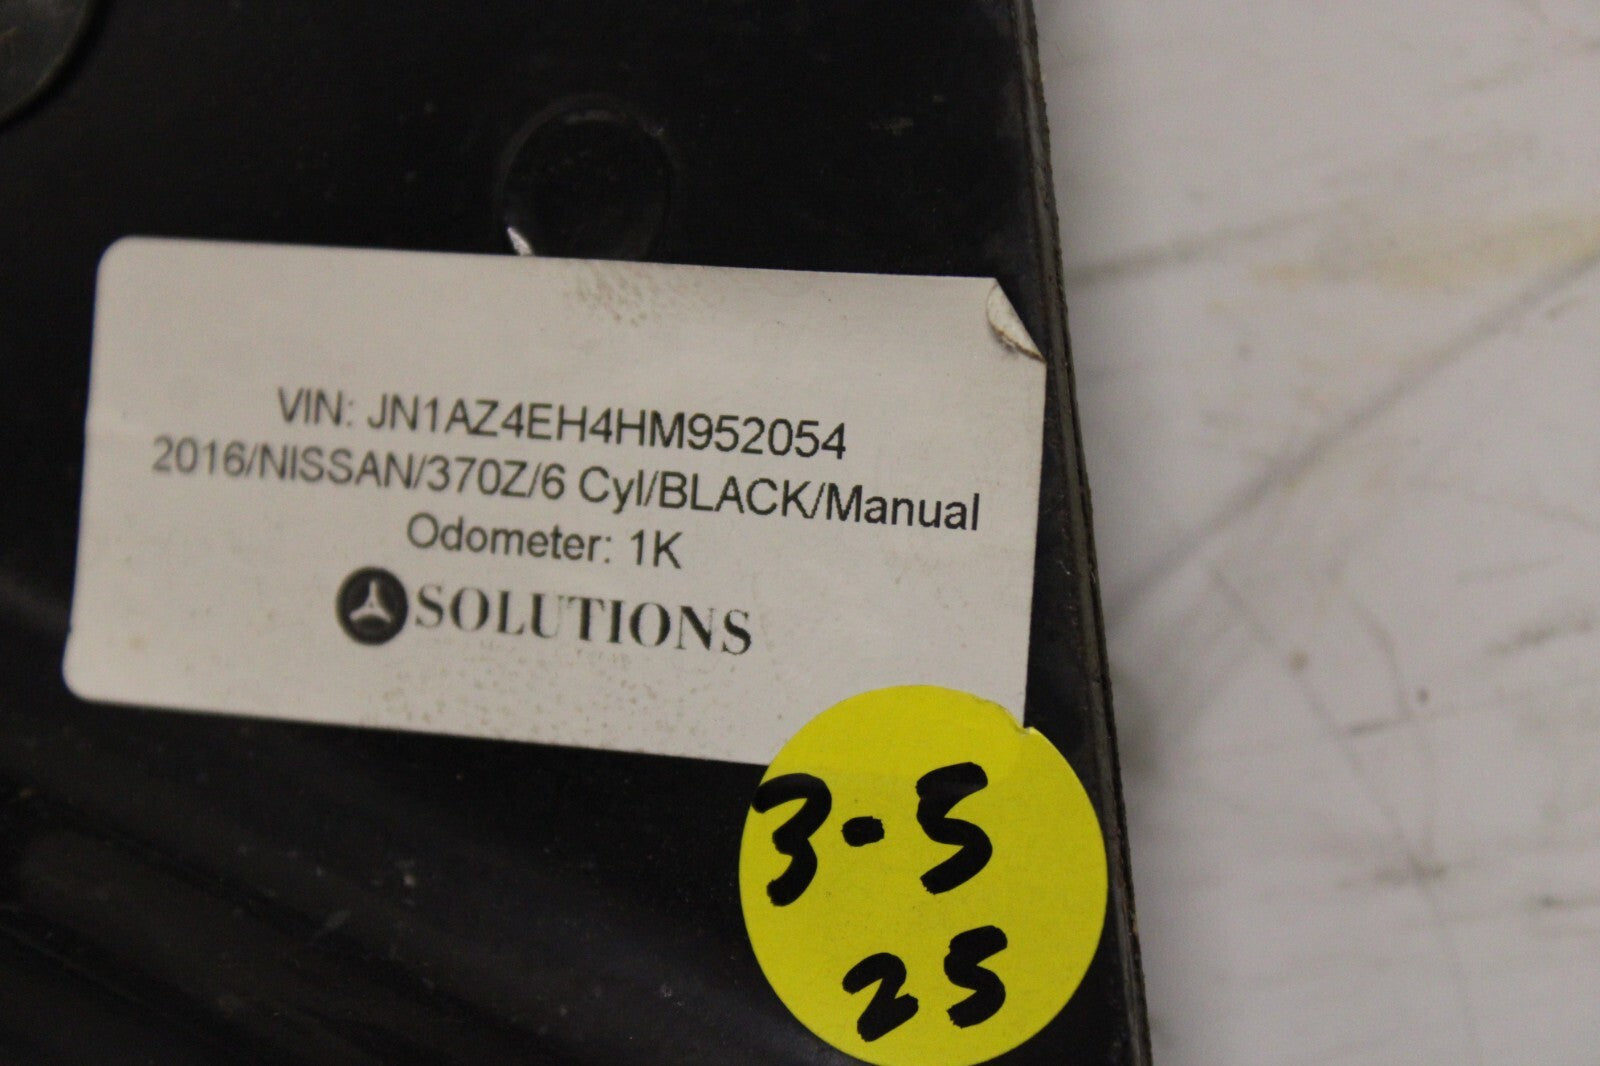 VIN: JN1AZ4EH4HM952054
2016/NISSAN/370Z/6 Cyl/BLACK/Manual
Odometer: 1K
SOLUTIONS
3-5
25